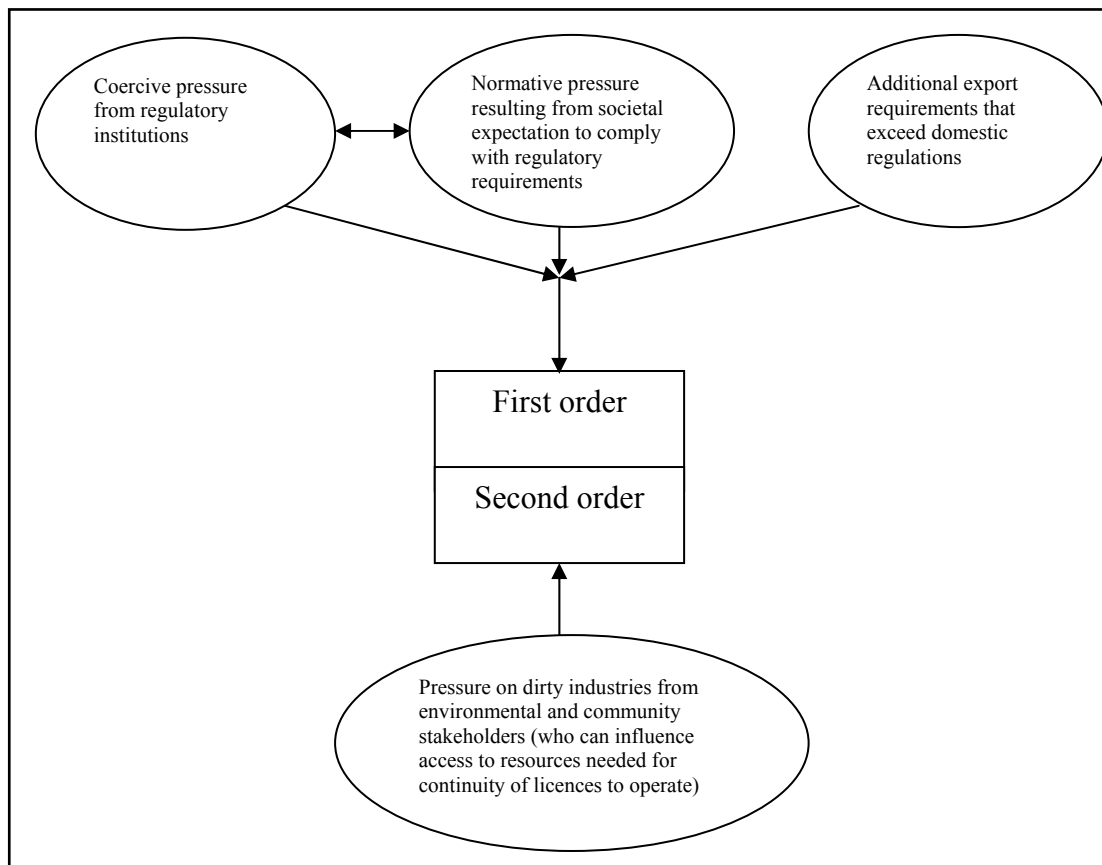 Coercive pressure
from regulatory
institutions
Normative pressure
resulting from societal
expectation to comply
with regulatory
requirements
Additional export
requirements that
exceed domestic
regulations
First order
Second order
Pressure on dirty industries from
environmental and community
stakeholders (who can influence
access to resources needed for
continuity of licences to operate)